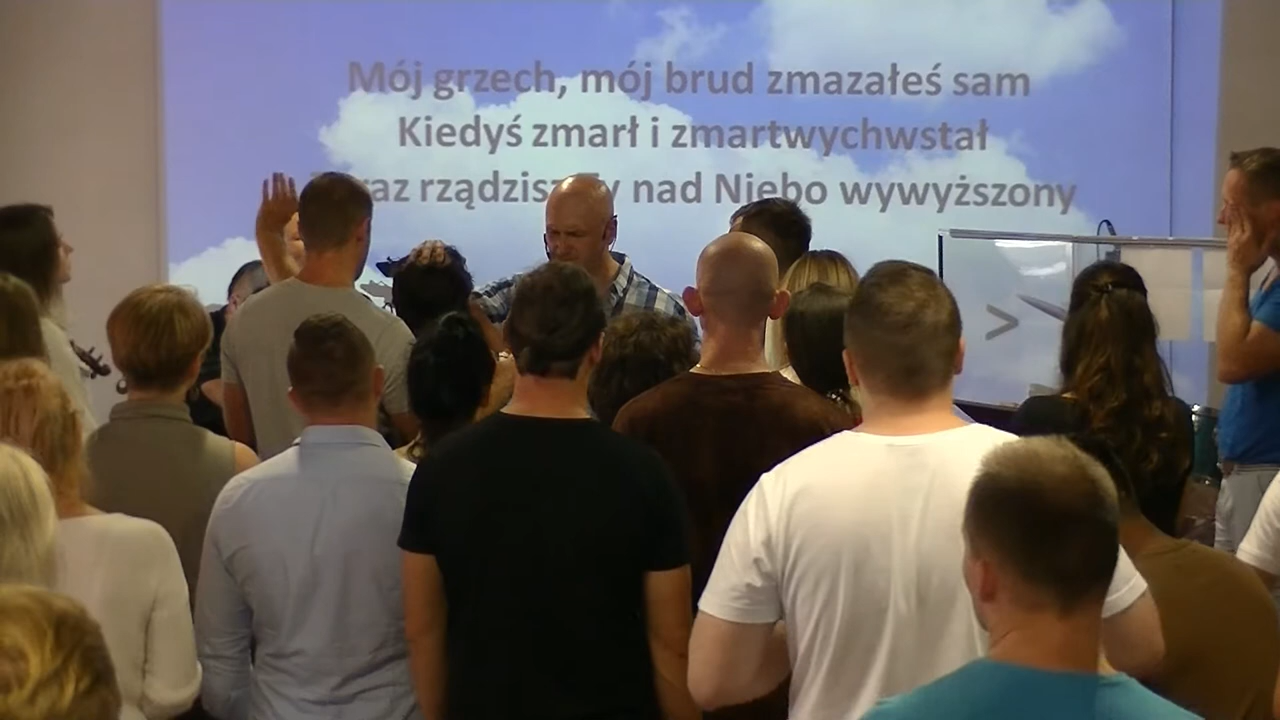 Mój grzech, mój brud zmazałeś sam
Kiedyś zmarł i zmartwychwstał
nad Niebo wywyższony